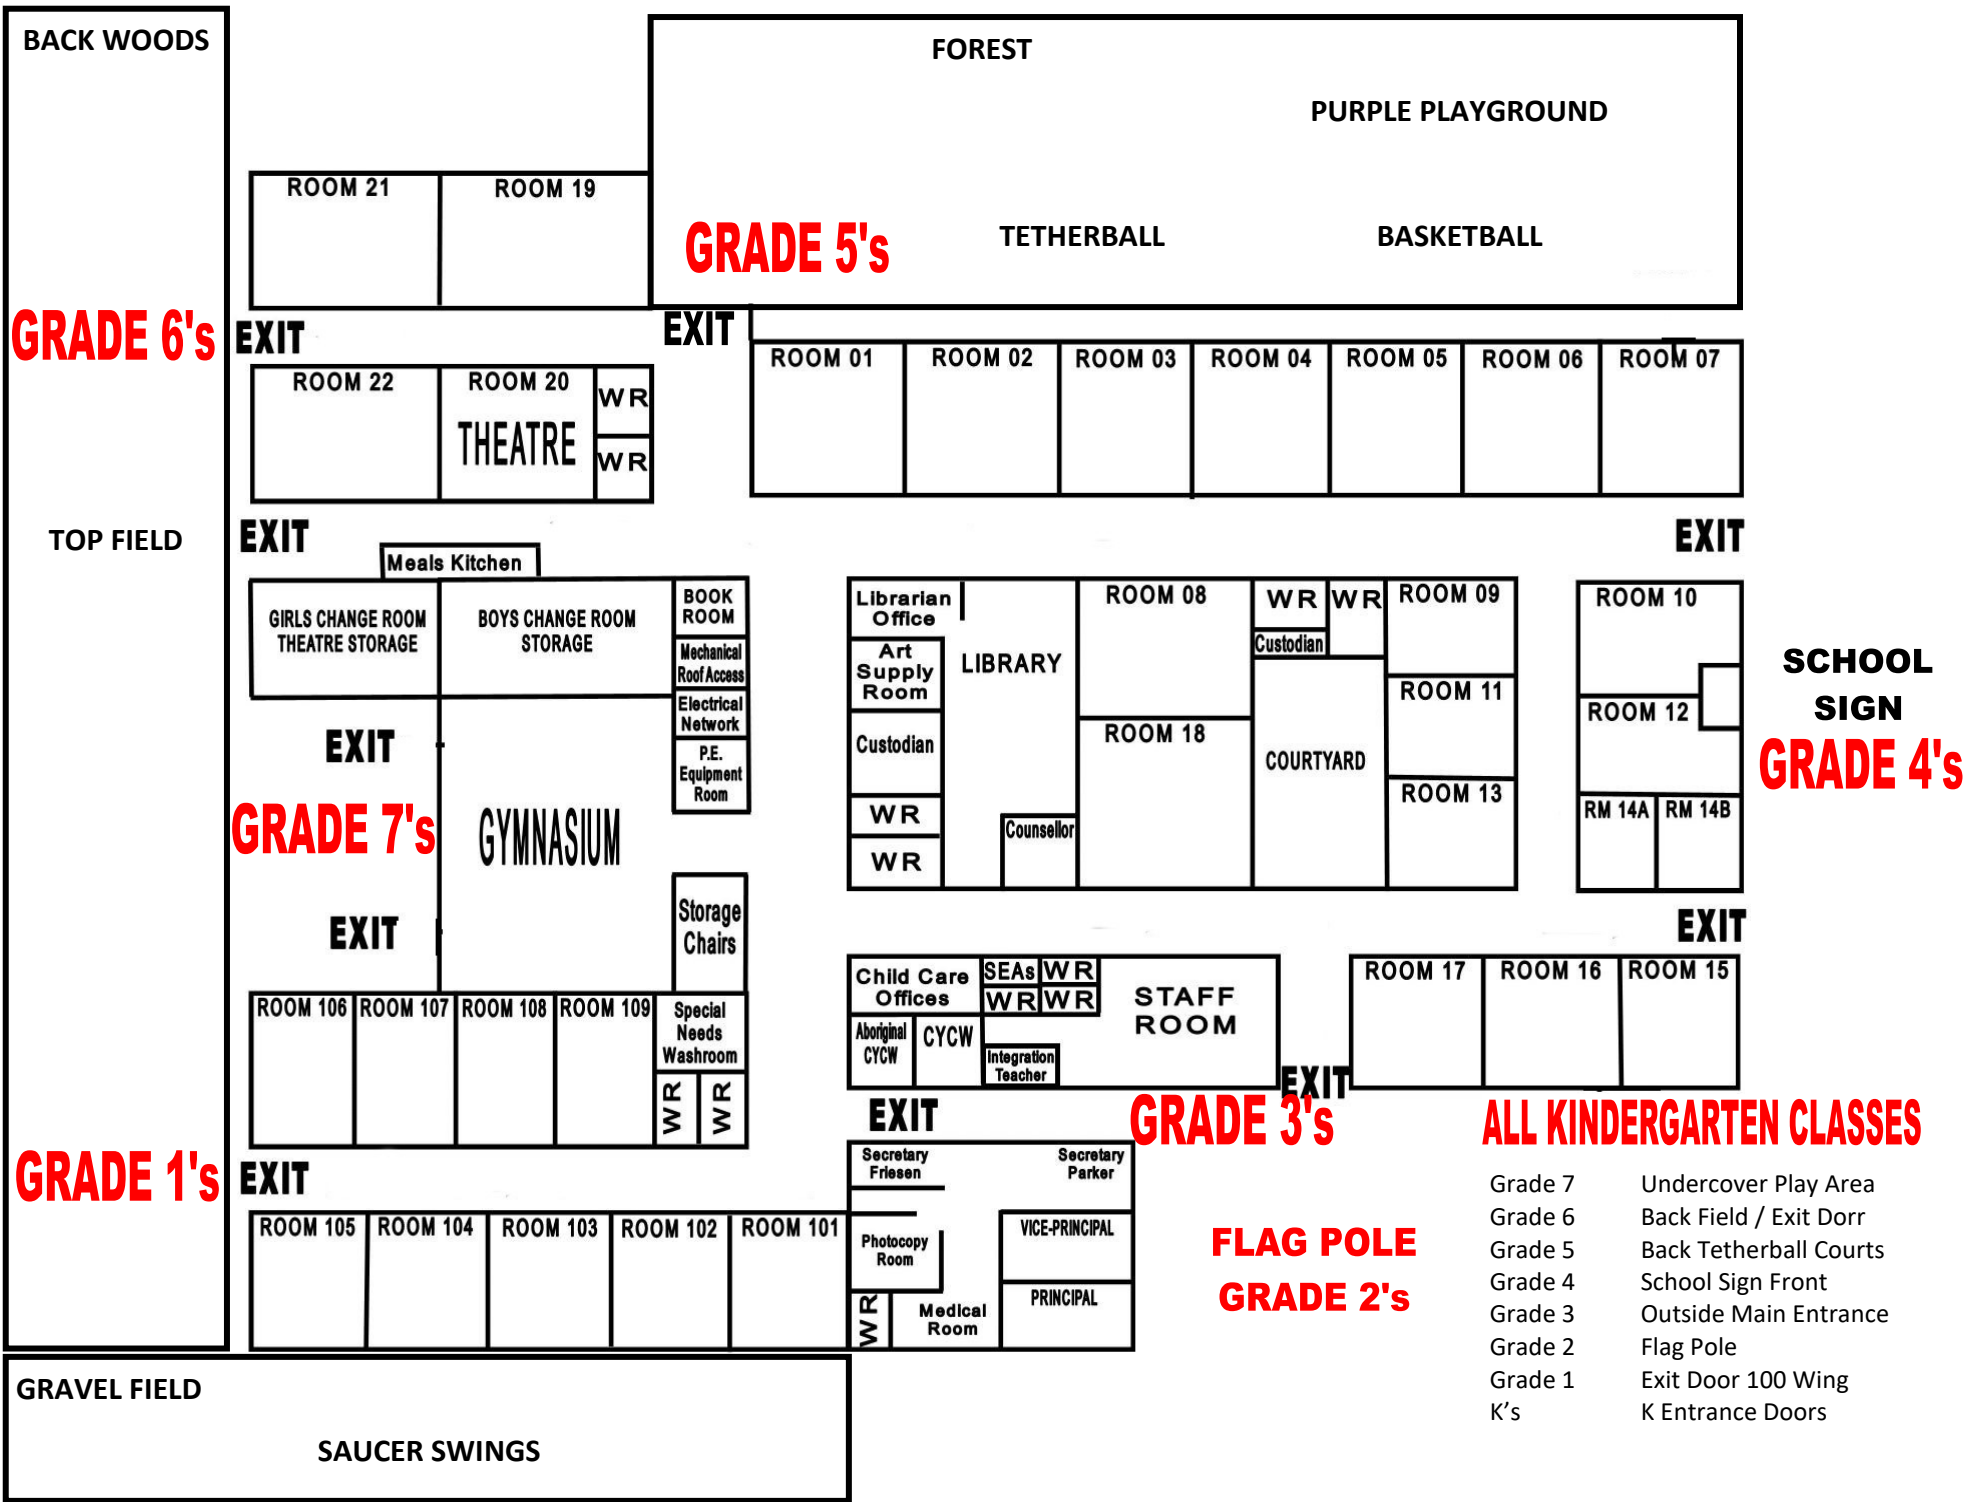 BACK WOODS
FOREST
PURPLE PLAYGROUND
ROOM 21
ROOM 19
GRADE 5's
TETHERBALL
BASKETBALL
GRADE 6's
EXIT
EXIT
ROOM 01
ROOM 02
ROOM 03
ROOM 04
ROOM 05
ROOM 06
ROOM 07
ROOM 22
ROOM 20
THEATRE
WR
WR
TOP FIELD
EXIT
EXIT
Meals Kitchen
GIRLS CHANGE ROOM
THEATRE STORAGE
BOYS CHANGE ROOM
STORAGE
BOOK
ROOM
Mechanical
Roof Access
Electrical
Network
P.E.
Equipment
Room
Librarian
Office
Art
Supply
Room
Custodian
WR
WR
LIBRARY
Counsellor
ROOM 08
ROOM 18
WR
WR
Custodian
COURTYARD
ROOM 09
ROOM 11
ROOM 13
ROOM 10
ROOM 12
RM 14A
RM 14B
SCHOOL
SIGN
GRADE 4's
EXIT
GRADE 7's
GYMNASIUM
EXIT
Storage
Chairs
EXIT
Child Care
Offices
SEAs
WR
WR
WR
STAFF
ROOM
Aboriginal
CYCW
CYCW
Integration
Teacher
ROOM 17
ROOM 16
ROOM 15
ROOM 106
ROOM 107
ROOM 108
ROOM 109
Special
Needs
Washroom
WR
WR
EXIT
EXIT
GRADE 3's
ALL KINDERGARTEN CLASSES
GRADE 1's
EXIT
Secretary
Friesen
Secretary
Parker
ROOM 105
ROOM 104
ROOM 103
ROOM 102
ROOM 101
Photocopy
Room
VICE-PRINCIPAL
PRINCIPAL
WR
Medical
Room
FLAG POLE
GRADE 2's
Grade 7 Undercover Play Area
Grade 6 Back Field / Exit Dorr
Grade 5 Back Tetherball Courts
Grade 4 School Sign Front
Grade 3 Outside Main Entrance
Grade 2 Flag Pole
Grade 1 Exit Door 100 Wing
K's K Entrance Doors
GRAVEL FIELD
SAUCER SWINGS